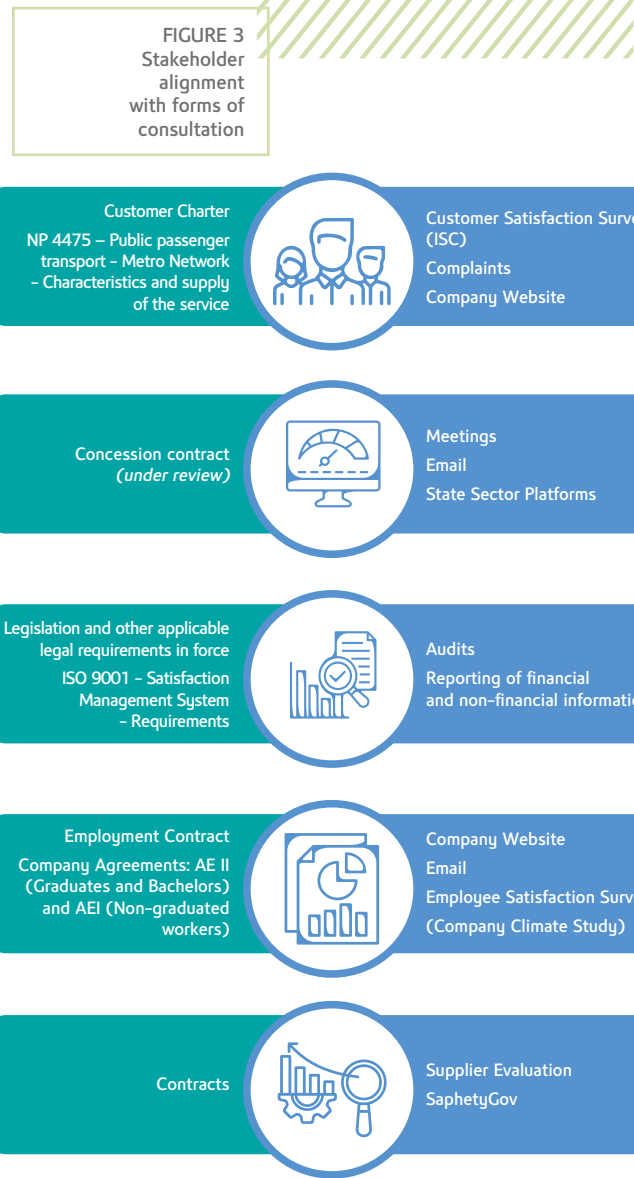 FIGURE 3
Stakeholder
alignment
with forms of
consultation
Customer Charter
NP 4475 – Public passenger
transport - Metro Network
- Characteristics and supply
of the service
Customer Satisfaction Surve
(ISC)
Complaints
Company Website
Concession contract
(under review)
Meetings
Email
State Sector Platforms
Legislation and other applicable
legal requirements in force
ISO 9001 - Satisfaction
Management System
- Requirements
Audits
Reporting of financial
and non-financial informatio
Employment Contract
Company Agreements: AE II
(Graduates and Bachelors)
and AEI (Non-graduated
workers)
Company Website
Email
Employee Satisfaction Surv
(Company Climate Study)
Contracts
Supplier Evaluation
SaphetyGov